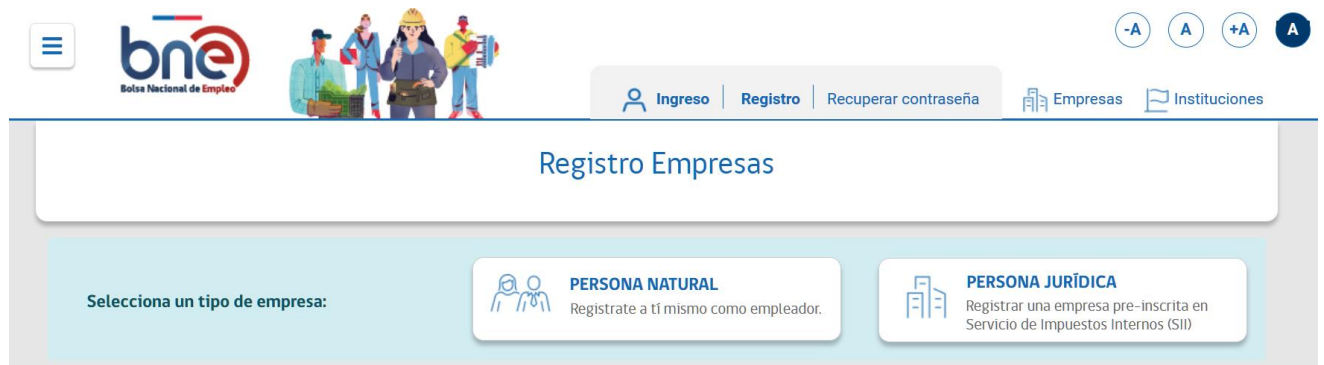 -A A +A A
bne
Bolsa Nacional de Empleo
Ingreso Registro Recuperar contraseña Empresas Instituciones
Registro Empresas
Selecciona un tipo de empresa:
PERSONA NATURAL
Registrate a tí mismo como empleador.
PERSONA JURÍDICA
Registrar una empresa pre-inscrita en
Servicio de Impuestos Internos (SII)